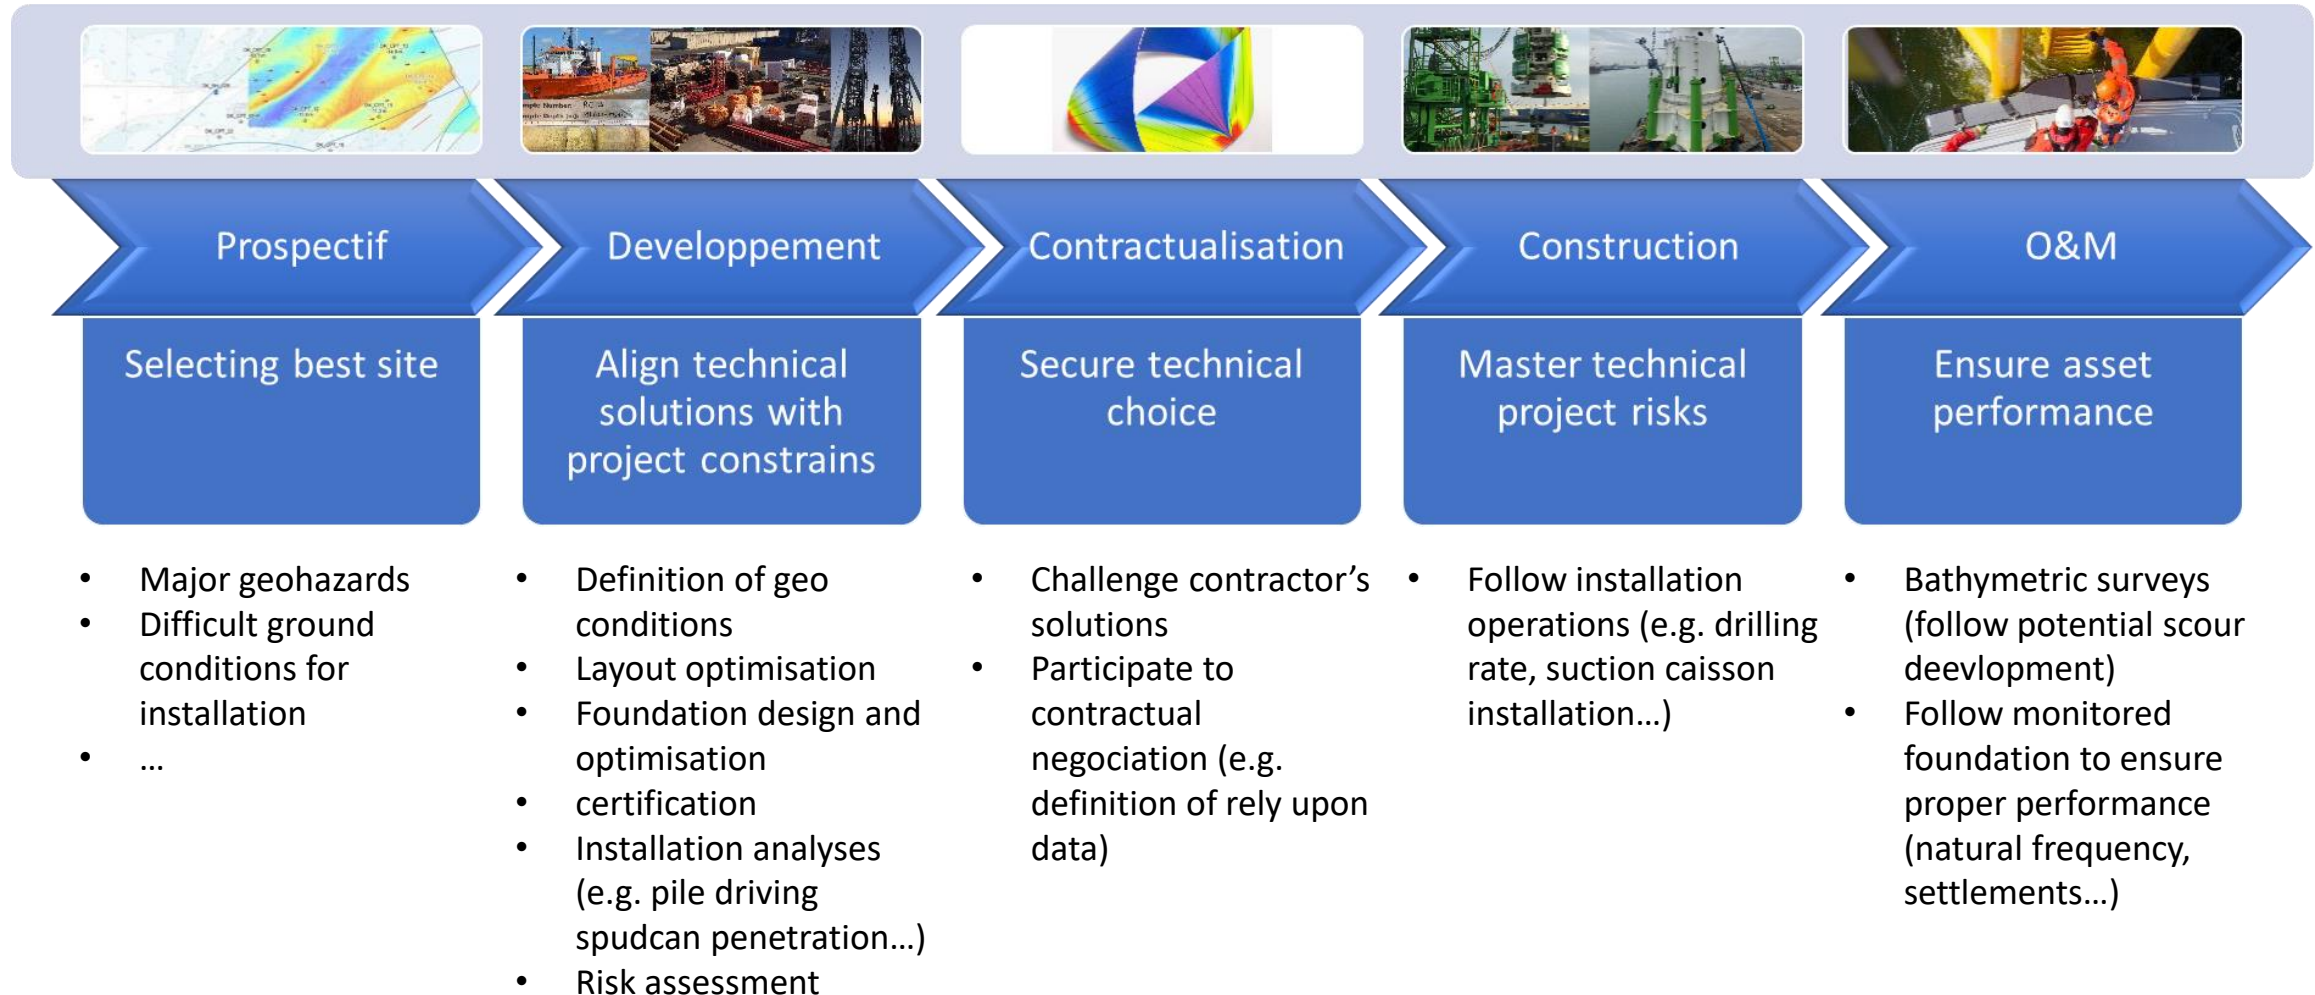 Prospectif
Developpement
Contractualisation
Construction
O&M
Selecting best site
Align technical
solutions with
project constrains
Secure technical
choice
Master technical
project risks
Ensure asset
performance
• Major geohazards
• Difficult ground
conditions for
installation
• …
• Definition of geo
conditions
• Layout optimisation
• Foundation design and
optimisation
• certification
• Installation analyses
(e.g. pile driving
spudcan penetration…)
• Risk assessment
• Challenge contractor’s
solutions
• Participate to
contractual
negociation (e.g.
definition of rely upon
data)
• Follow installation
operations (e.g. drilling
rate, suction caisson
installation…)
• Bathymetric surveys
(follow potential scour
deevlopment)
• Follow monitored
foundation to ensure
proper performance
(natural frequency,
settlements…)